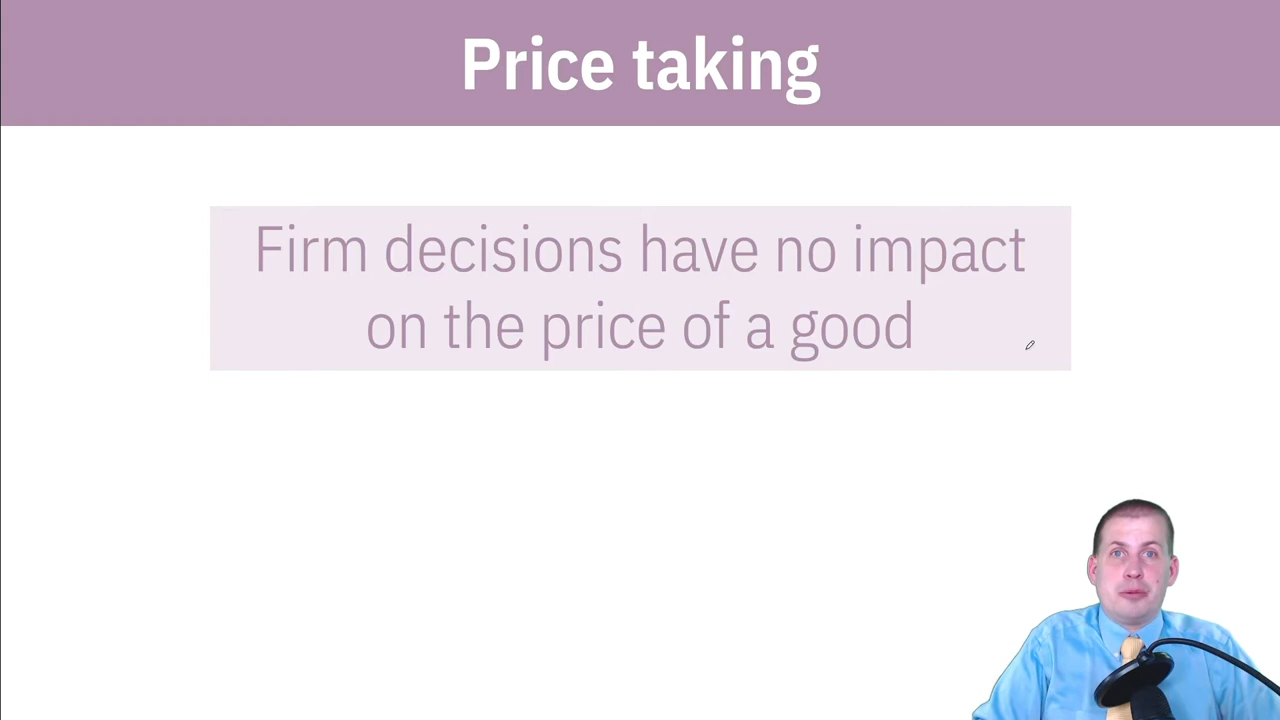 Price taking
Firm decisions have no impact
on the price of a good